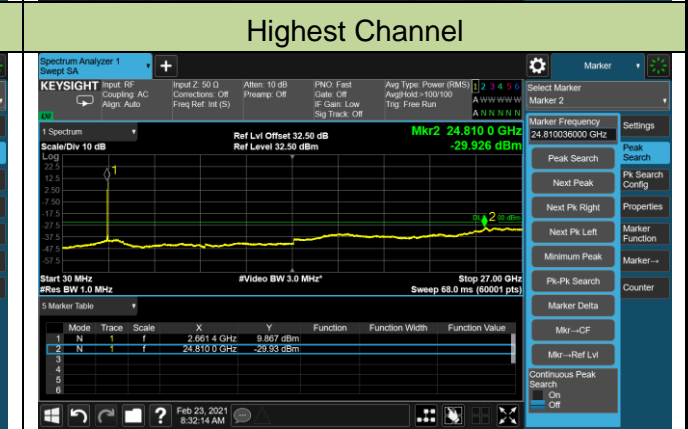 Highest Channel
Spectrum Analyzer 1
Swept SA
Marker
KEYSIGHT
Input: RF
Coupling: AC
Align: Auto
Input Z: 50 Ω
Corrections: Off
Freq Ref: Int (S)
Atten: 10 dB
Preamp: Off
PNO: Fast
Gate: Off
IF Gain: Low
Sig Track: Off
Avg Type: Power (RMS)
Avg|Hold >100/100
Trig: Free Run
1 2 3 4 5 6
A W W W W W
A N N N N N
LXI
Select Marker
Marker 2
1 Spectrum
Scale/Div 10 dB
Ref Lvl Offset 32.50 dB
Ref Level 32.50 dBm
Mkr2 24.810 0 GHz
-29.926 dBm
Marker Frequency
24.810036000 GHz
Settings
Log
22.5
12.5
2.50
-7.50
-17.5
-27.5
-37.5
-47.5
-57.5
1
2
Peak Search
Next Peak
Next Pk Right
Next Pk Left
Minimum Peak
Pk-Pk Search
Marker Delta
Mkr→CF
Mkr→Ref Lvl
Continuous Peak
Search
On
Off
Peak
Search
Pk Search
Config
Properties
Marker
Function
Marker→
Counter
Start 30 MHz
#Res BW 1.0 MHz
#Video BW 3.0 MHz*
Stop 27.00 GHz
Sweep 68.0 ms (60001 pts)
5 Marker Table
Mode Trace Scale X Y Function Function Width Function Value
1 N 1 f 2.661 4 GHz 9.867 dBm
2 N 1 f 24.810 0 GHz -29.93 dBm
3
4
5
6
?
Feb 23, 2021
8:32:14 AM